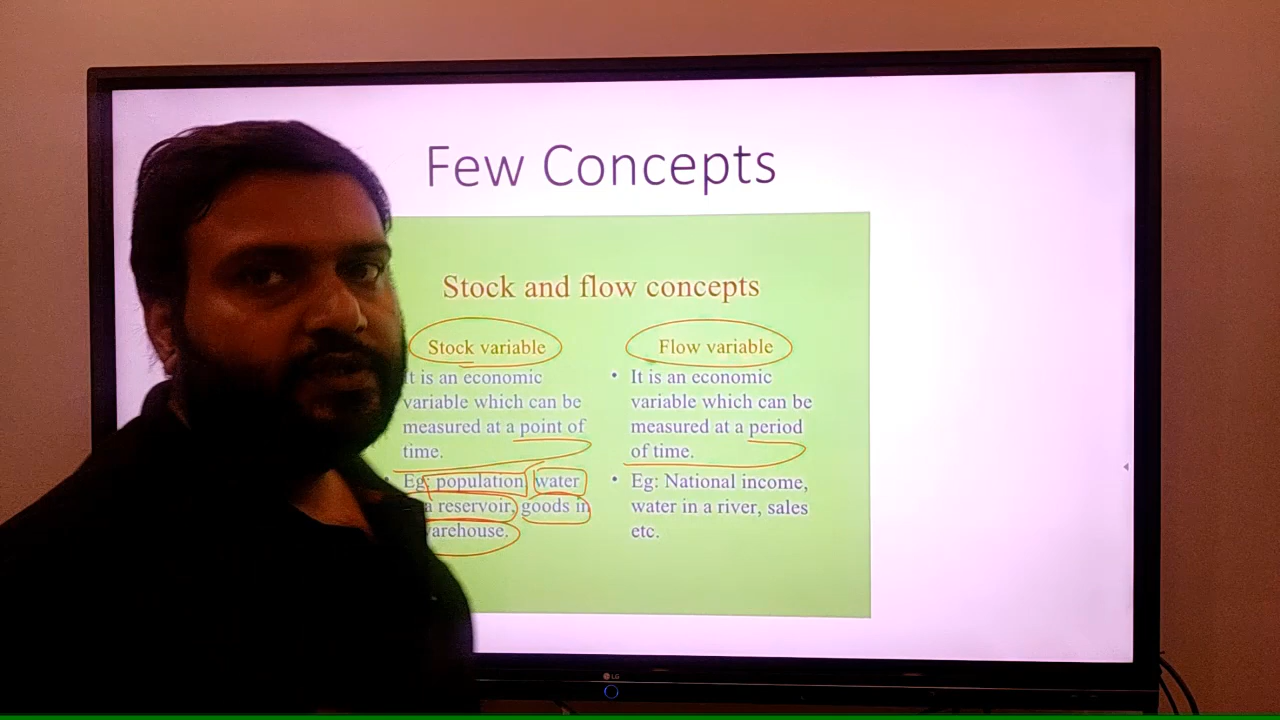 Few Concepts
Stock and flow concepts
Stock variable
It is an economic
variable which can be
measured at a point of
time.
Eg: population, water
a reservoir, goods in
warehouse.
Flow variable
• It is an economic
variable which can be
measured at a period
of time.
• Eg: National income,
water in a river, sales
etc.
LG